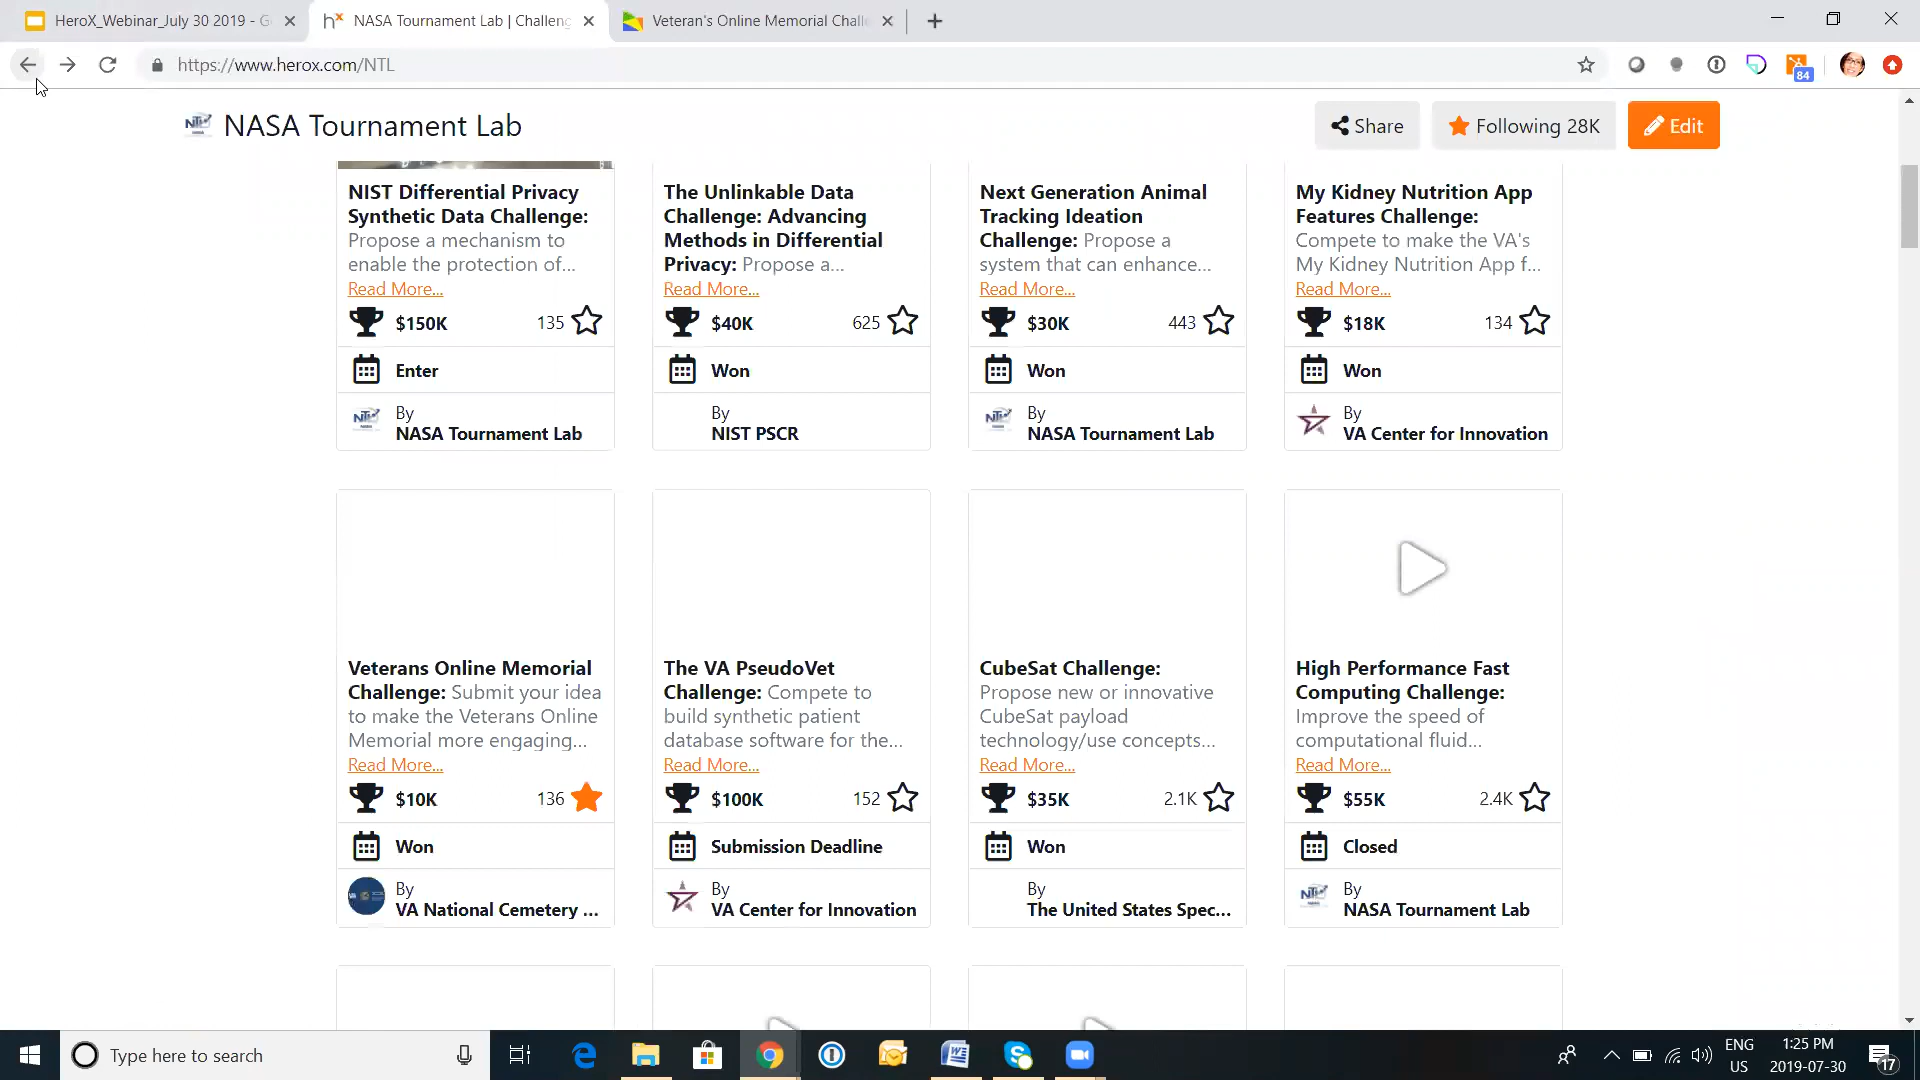 HeroX_Webinar_July 30 2019 - G
NASA Tournament Lab | Challeng
Veteran's Online Memorial Chall
https://www.herox.com/NTL
84
NASA Tournament Lab
Share
Following 28K
Edit
NIST Differential Privacy
Synthetic Data Challenge:
Propose a mechanism to
enable the protection of...
Read More...
$150K
135
Enter
By
NASA Tournament Lab
The Unlinkable Data
Challenge: Advancing
Methods in Differential
Privacy: Propose a...
Read More...
$40K
625
Won
By
NIST PSCR
Next Generation Animal
Tracking Ideation
Challenge: Propose a
system that can enhance...
Read More...
$30K
443
Won
By
NASA Tournament Lab
My Kidney Nutrition App
Features Challenge:
Compete to make the VA's
My Kidney Nutrition App f...
Read More...
$18K
134
Won
By
VA Center for Innovation
Veterans Online Memorial
Challenge: Submit your idea
to make the Veterans Online
Memorial more engaging...
Read More...
$10K
136
Won
By
VA National Cemetery ...
The VA PseudoVet
Challenge: Compete to
build synthetic patient
database software for the...
Read More...
$100K
152
Submission Deadline
By
VA Center for Innovation
CubeSat Challenge:
Propose new or innovative
CubeSat payload
technology/use concepts...
Read More...
$35K
2.1K
Won
By
The United States Spec...
High Performance Fast
Computing Challenge:
Improve the speed of
computational fluid...
Read More...
$55K
2.4K
Closed
By
NASA Tournament Lab
Type here to search
ENG
US
1:25 PM
2019-07-30
17